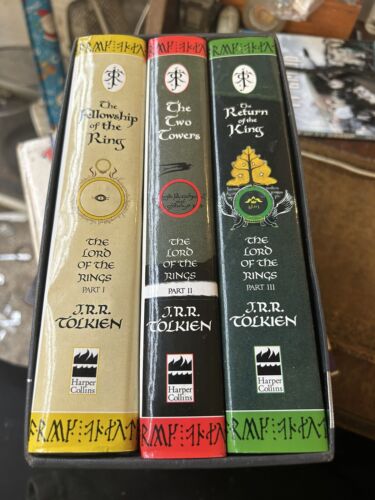 The
Fellowship
of the
Ring
THE
LORD
OF THE
RINGS
PART I
J.R.R.
TOLKIEN
Harper
Collins
The
Two
Towers
THE
LORD
OF THE
RINGS
PART II
J.R.R.
TOLKIEN
Harper
Collins
The
Return
of the
King
THE
LORD
OF THE
RINGS
PART III
J.R.R.
TOLKIEN
Harper
Collins